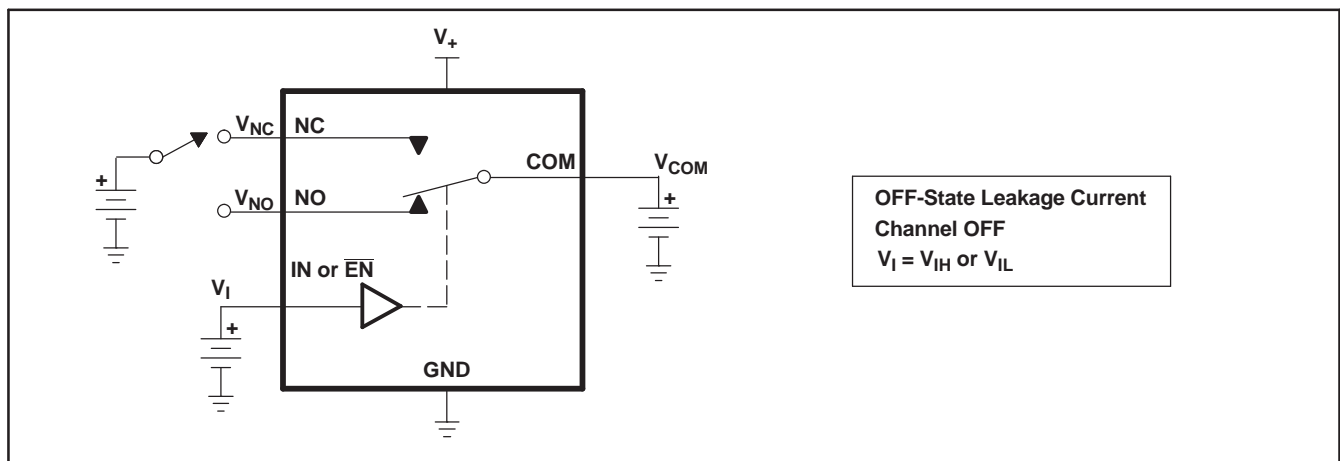 V+
VNC NC
COM VCOM
+
VNO NO
+
OFF-State Leakage Current
Channel OFF
VI = VIH or VIL
IN or E̅N̅
VI
+
GND